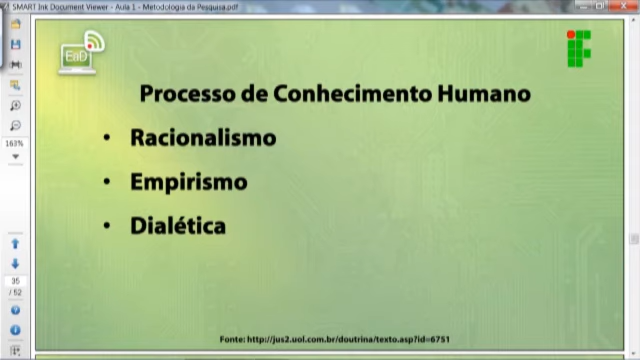 SMART Ink Document Viewer - Aula 1 - Metodologia da Pesquisa.pdf
EaD
Processo de Conhecimento Humano
• Racionalismo
• Empirismo
• Dialética
163%
35
/ 52
Fonte: http://jus2.uol.com.br/doutrina/texto.asp?id=6751